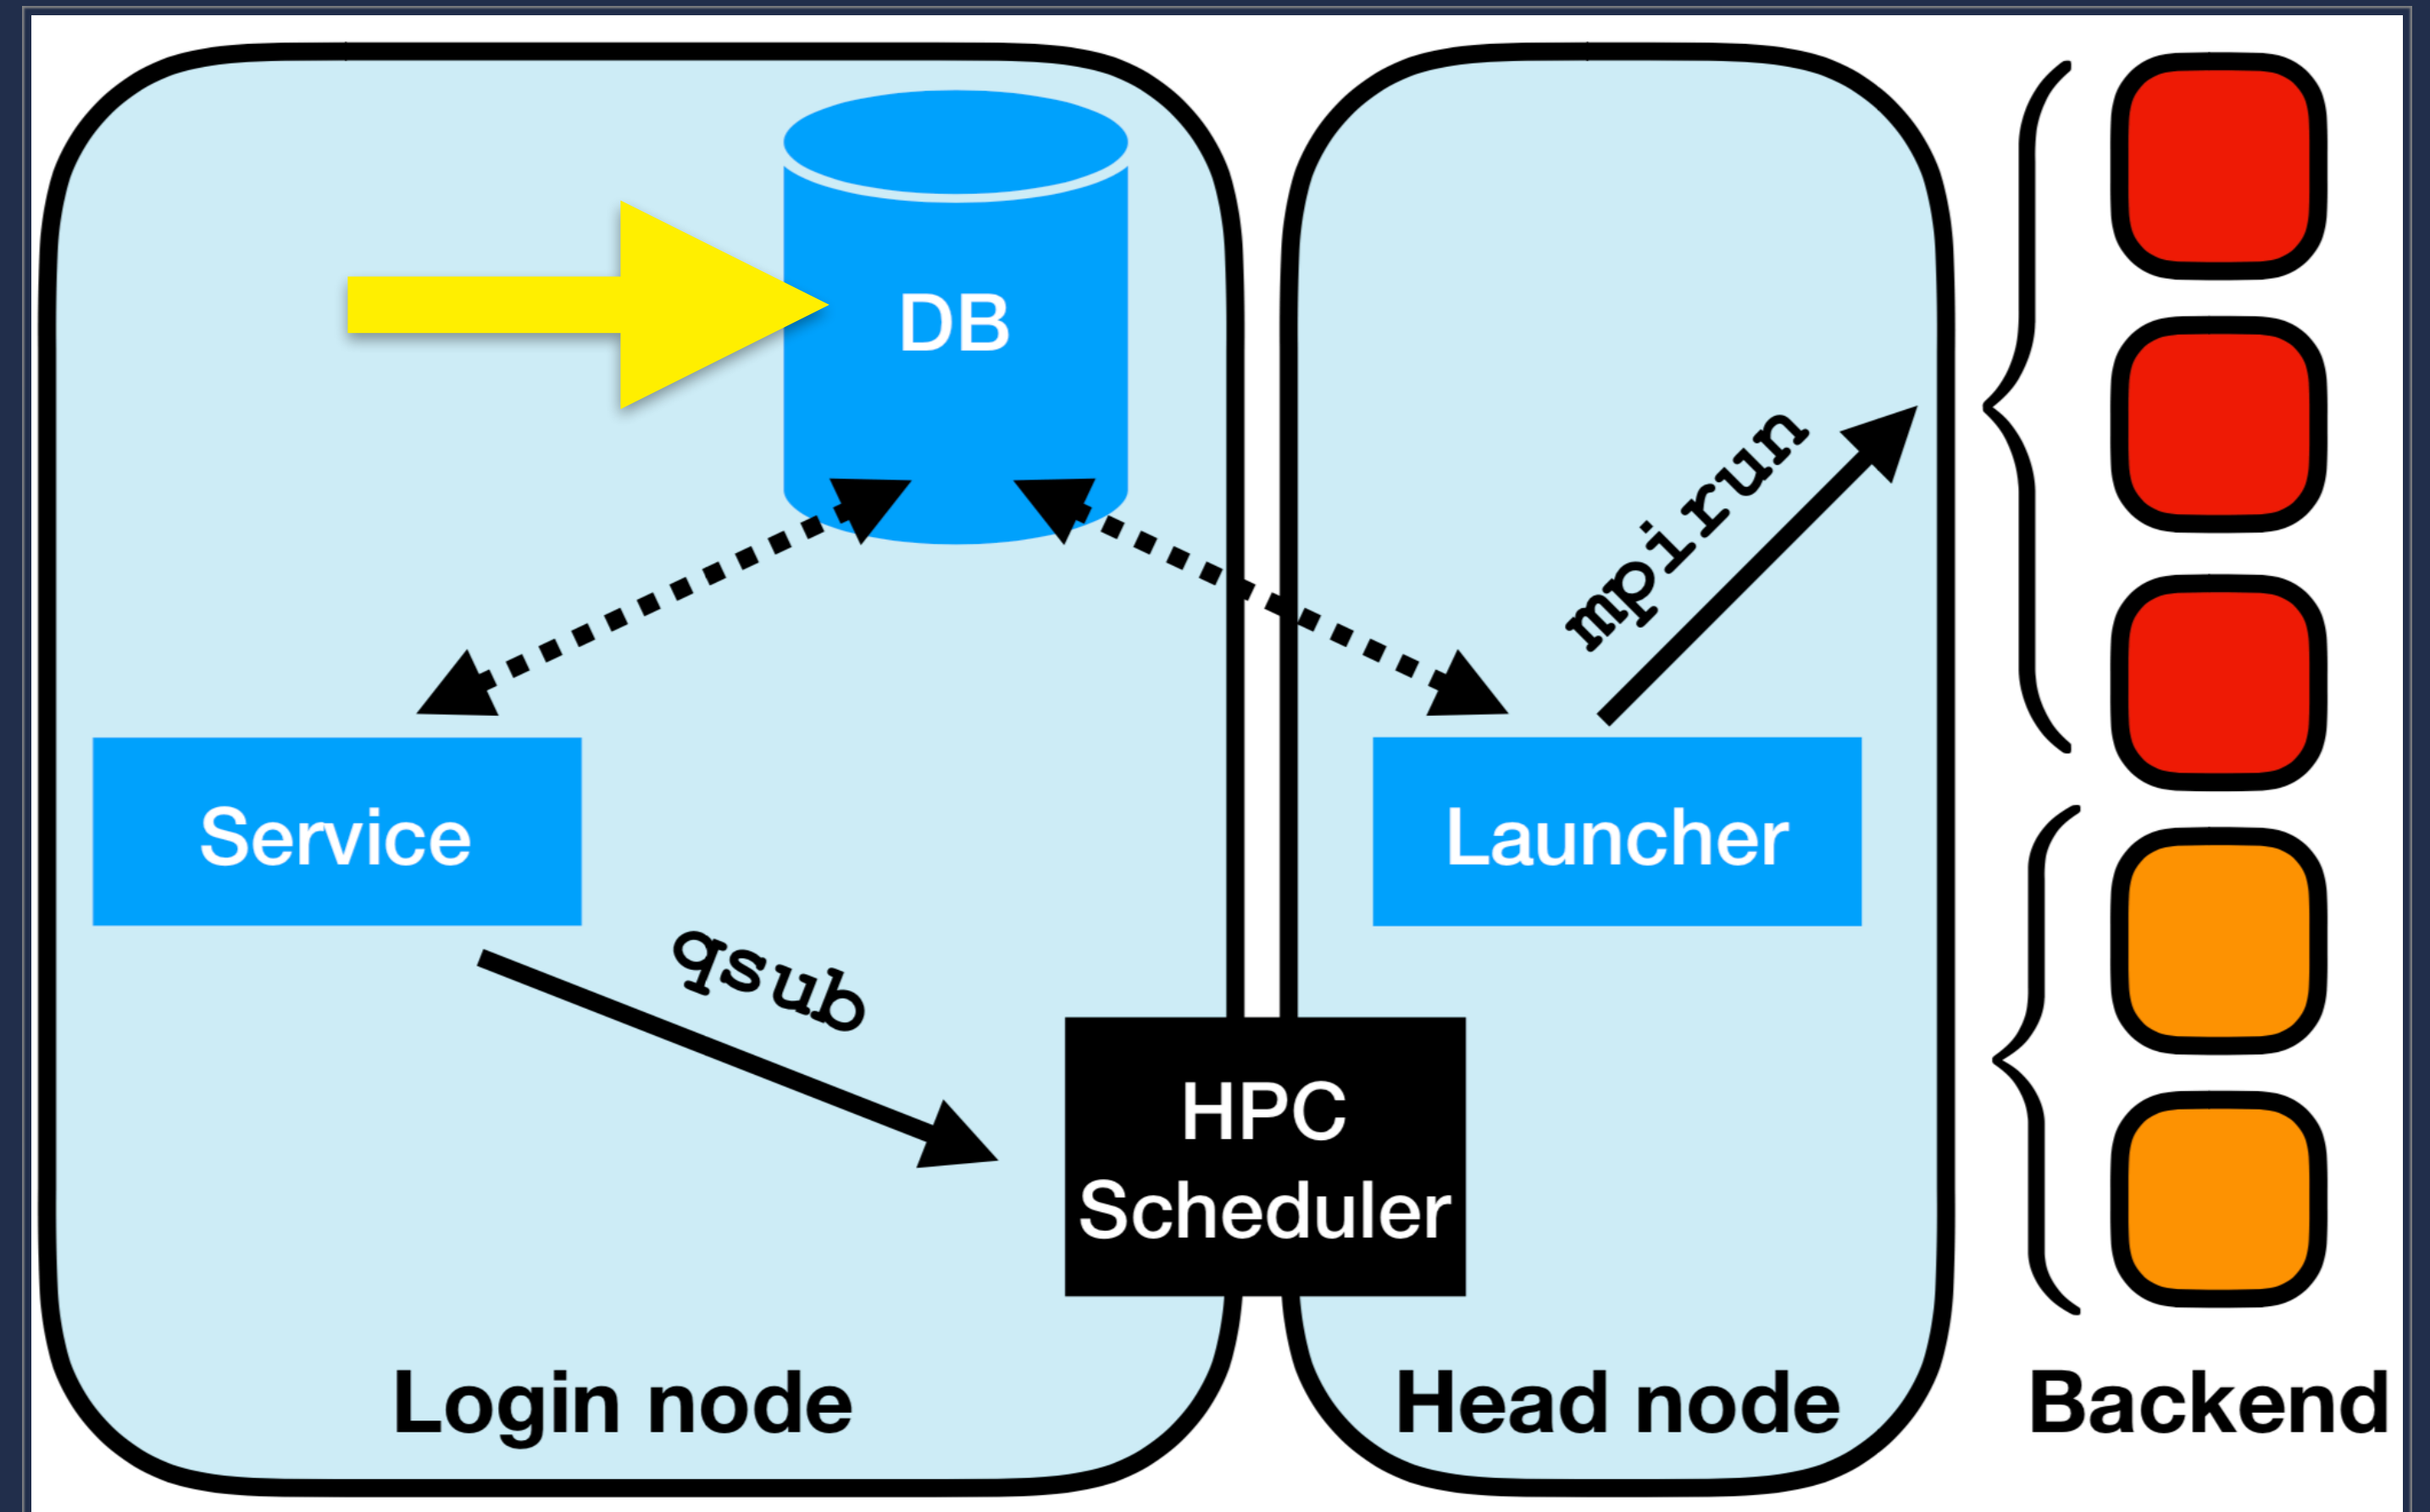 DB
mpirun
Service
Launcher
qsub
HPC
Scheduler
Login node
Head node
Backend